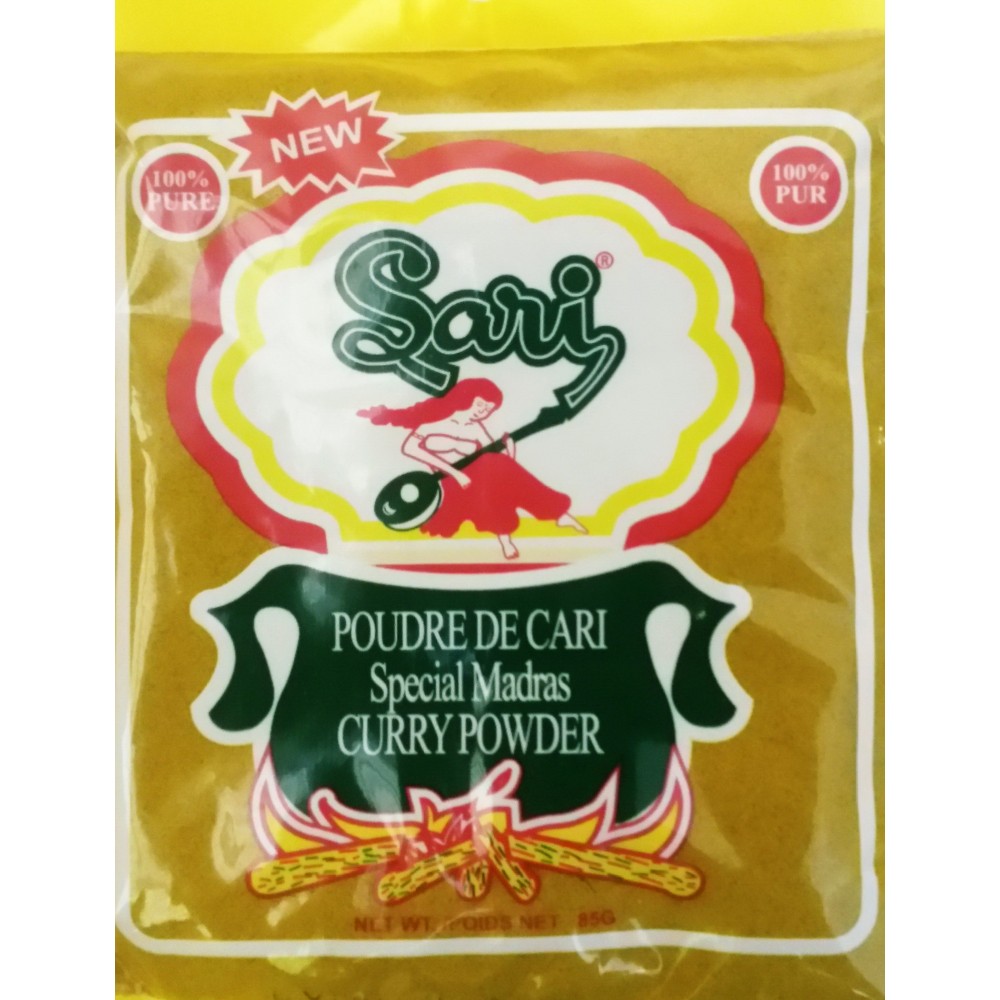 NEW
100%
PURE
100%
PUR
Sari®
POUDRE DE CARI
Special Madras
CURRY POWDER
NET WT. /POIDS NET 85G